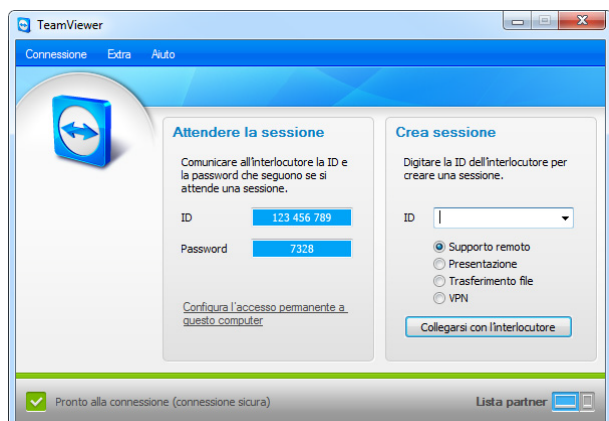 TeamViewer
Connessione Extra Aiuto
Attendere la sessione
Comunicare all'interlocutore la ID e
la password che seguono se si
attende una sessione.
ID 123 456 789
Password 7328
Configura l'accesso permanente a
questo computer
Crea sessione
Digitare la ID dell'interlocutore per
creare una sessione.
ID
Supporto remoto
Presentazione
Trasferimento file
VPN
Collegarsi con l'interlocutore
Pronto alla connessione (connessione sicura)
Lista partner